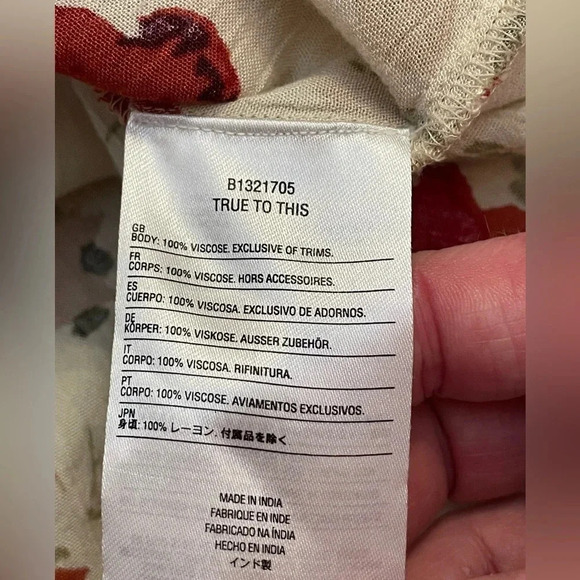 B1321705
TRUE TO THIS
GB
BODY: 100% VISCOSE. EXCLUSIVE OF TRIMS.
FR
CORPS: 100% VISCOSE. HORS ACCESSOIRES.
ES
CUERPO: 100% VISCOSA. EXCLUSIVO DE ADORNOS.
DE
KÖRPER: 100% VISKOSE. AUSSER ZUBEHÖR.
IT
CORPO: 100% VISCOSA. RIFINITURA.
PT
CORPO: 100% VISCOSA. AVIAMENTOS EXCLUSIVOS.
JPN
身頃: 100% レーヨン. 付属品を除く
MADE IN INDIA
FABRIQUE EN INDE
FABRICADO NA ÍNDIA
HECHO EN INDIA
インド製